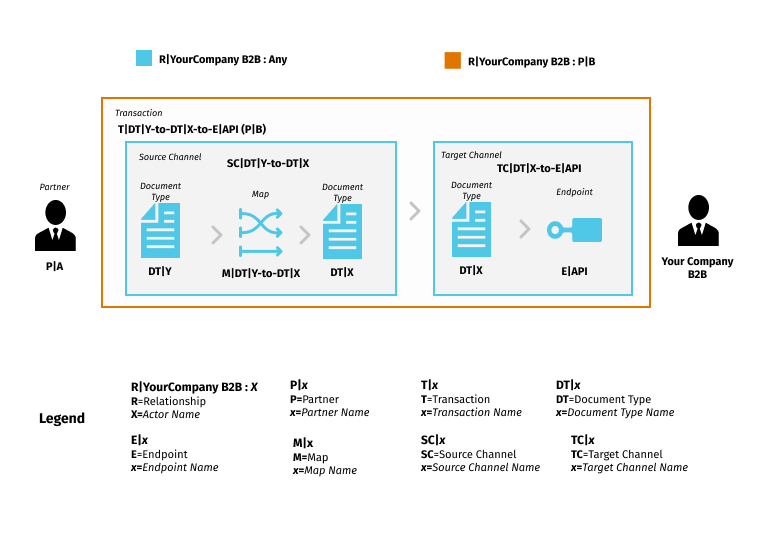 R|YourCompany B2B : Any
R|YourCompany B2B : P|B
Transaction
T|DT|Y-to-DT|X-to-E|API (P|B)
Source Channel
SC|DT|Y-to-DT|X
Document
Type
Map
Document
Type
DT|Y
M|DT|Y-to-DT|X
DT|X
Target Channel
TC|DT|X-to-E|API
Document
Type
Endpoint
DT|X
E|API
Partner
P|A
Your Company
B2B
Legend
R|YourCompany B2B : X
R=Relationship
X=Actor Name
P|x
P=Partner
x=Partner Name
T|x
T=Transaction
x=Transaction Name
DT|x
DT=Document Type
x=Document Type Name
E|x
E=Endpoint
x=Endpoint Name
M|x
M=Map
x=Map Name
SC|x
SC=Source Channel
x=Source Channel Name
TC|x
TC=Target Channel
x=Target Channel Name